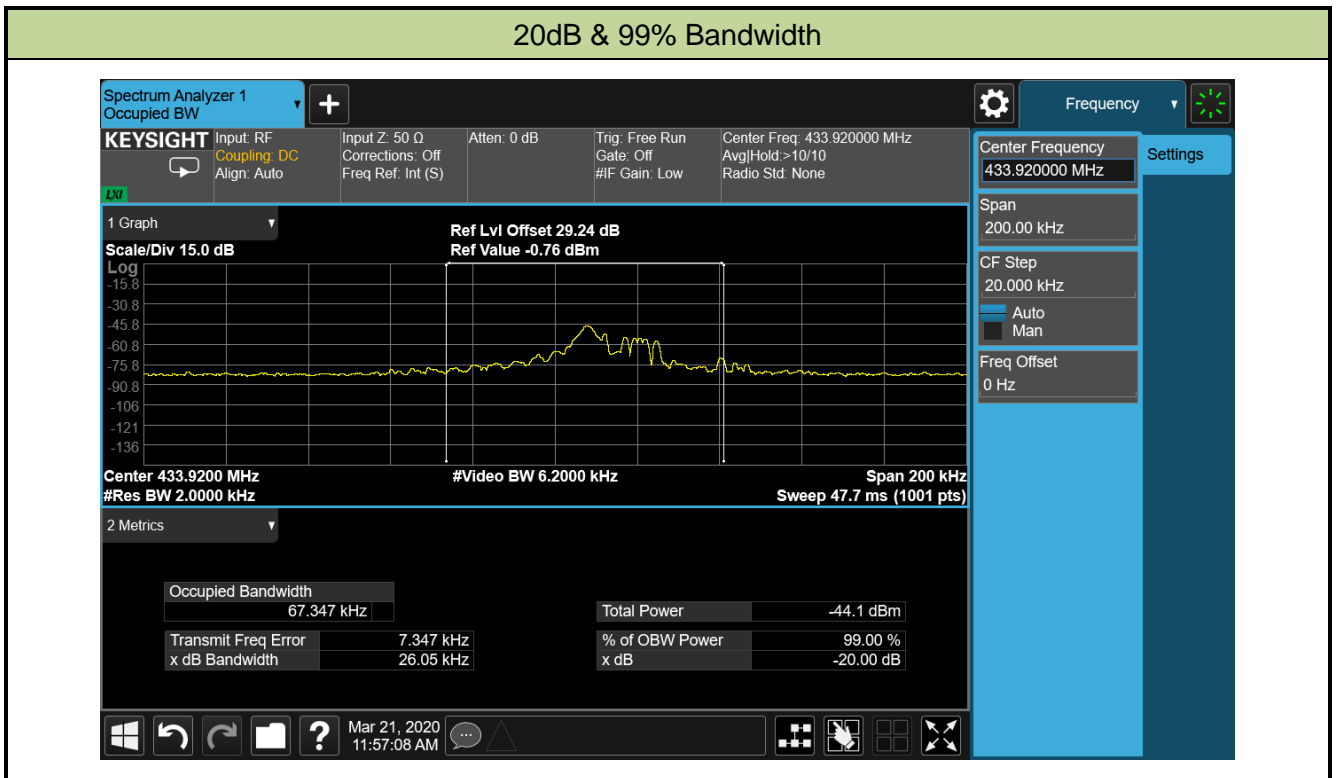 20dB & 99% Bandwidth
Spectrum Analyzer 1
Occupied BW
+
Frequency
KEYSIGHT
Input: RF
Coupling: DC
Align: Auto
Input Z: 50 Ω
Corrections: Off
Freq Ref: Int (S)
Atten: 0 dB
Trig: Free Run
Gate: Off
#IF Gain: Low
Center Freq: 433.920000 MHz
Avg|Hold:>10/10
Radio Std: None
LXI
Center Frequency
433.920000 MHz
Settings
Span
200.00 kHz
CF Step
20.000 kHz
Auto
Man
Freq Offset
0 Hz
1 Graph
Scale/Div 15.0 dB
Ref Lvl Offset 29.24 dB
Ref Value -0.76 dBm
Log
-15.8
-30.8
-45.8
-60.8
-75.8
-90.8
-106
-121
-136
Center 433.9200 MHz
#Video BW 6.2000 kHz
Span 200 kHz
#Res BW 2.0000 kHz
Sweep 47.7 ms (1001 pts)
2 Metrics
Occupied Bandwidth
67.347 kHz
Total Power -44.1 dBm
Transmit Freq Error 7.347 kHz
% of OBW Power 99.00 %
x dB Bandwidth 26.05 kHz
x dB -20.00 dB
?
Mar 21, 2020
11:57:08 AM